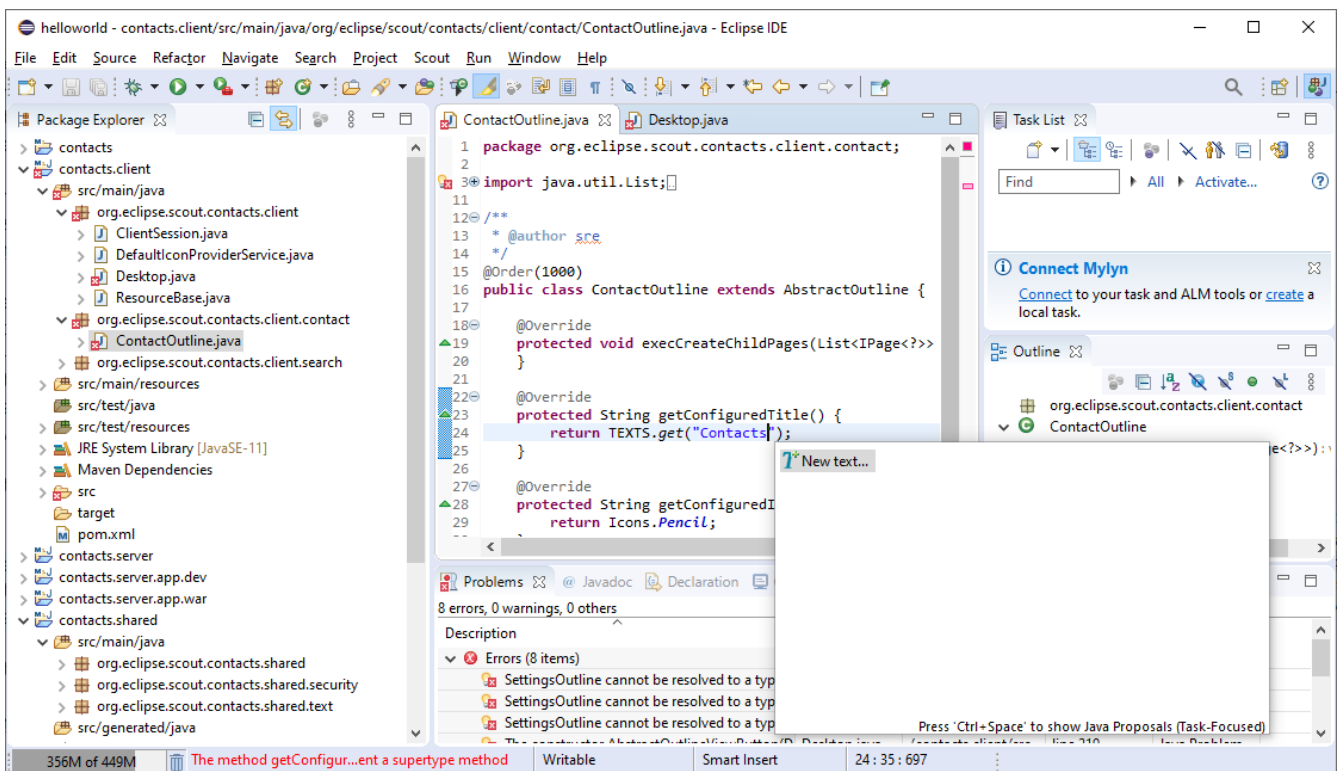 helloworld - contacts.client/src/main/java/org/eclipse/scout/contacts/client/contact/ContactOutline.java - Eclipse IDE
File Edit Source Refactor Navigate Search Project Scout Run Window Help
Package Explorer
contacts
contacts.client
src/main/java
org.eclipse.scout.contacts.client
ClientSession.java
DefaultIconProviderService.java
Desktop.java
ResourceBase.java
org.eclipse.scout.contacts.client.contact
ContactOutline.java
org.eclipse.scout.contacts.client.search
src/main/resources
src/test/java
src/test/resources
JRE System Library [JavaSE-11]
Maven Dependencies
src
target
pom.xml
contacts.server
contacts.server.app.dev
contacts.server.app.war
contacts.shared
src/main/java
org.eclipse.scout.contacts.shared
org.eclipse.scout.contacts.shared.security
org.eclipse.scout.contacts.shared.text
src/generated/java
ContactOutline.java Desktop.java
1 package org.eclipse.scout.contacts.client.contact;
2
3 import java.util.List;
11
12 /**
13 * @author sre
14 */
15 @Order(1000)
16 public class ContactOutline extends AbstractOutline {
17
18 @Override
19 protected void execCreateChildPages(List<IPage<?>>
20 }
21
22 @Override
23 protected String getConfiguredTitle() {
24 return TEXTS.get("Contacts");
25 }
26
27 @Override
28 protected String getConfiguredI
29 return Icons.Pencil;
New text...
Press 'Ctrl+Space' to show Java Proposals (Task-Focused)
Problems @ Javadoc Declaration
8 errors, 0 warnings, 0 others
Description
Errors (8 items)
SettingsOutline cannot be resolved to a typ
SettingsOutline cannot be resolved to a typ
SettingsOutline cannot be resolved to a typ
Task List
Find All Activate...
Connect Mylyn
Connect to your task and ALM tools or create a
local task.
Outline
org.eclipse.scout.contacts.client.contact
ContactOutline
356M of 449M The method getConfigur...ent a supertype method Writable Smart Insert 24 : 35 : 697